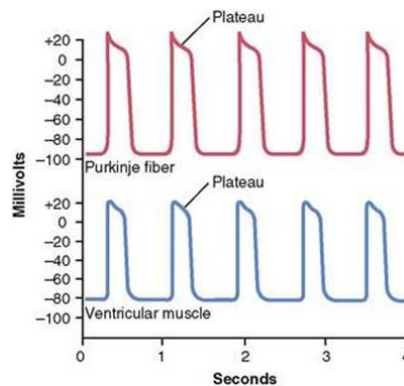 Plateau
+20
0
−20
−40
−60
−80
−100
Purkinje fiber
Plateau
Millivolts
+20
0
−20
−40
−60
−80
−100
Ventricular muscle
0 1 2 3 4
Seconds